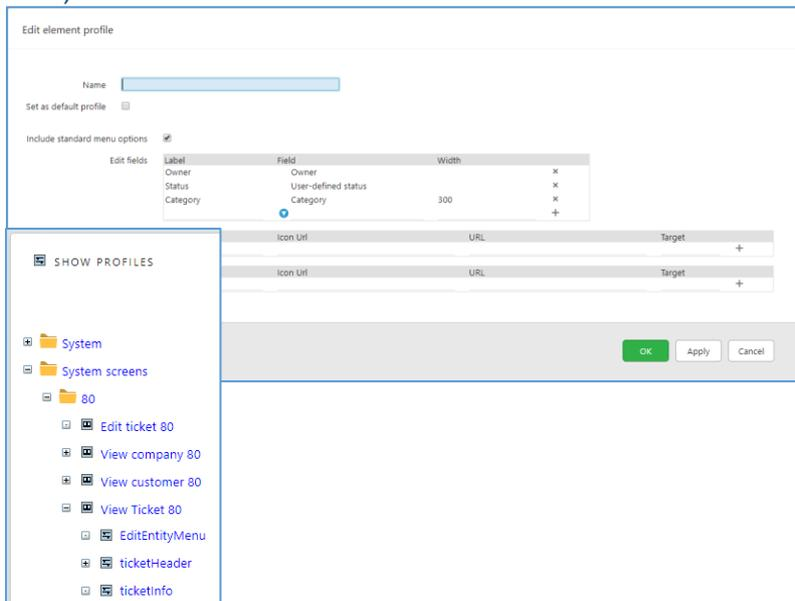 Edit element profile
Name
Set as default profile
Include standard menu options
Edit fields Label Field Width
Owner Owner ×
Status User-defined status ×
Category Category 300 ×
+
Icon Url URL Target
+
Icon Url URL Target
+
OK Apply Cancel
SHOW PROFILES
System
System screens
80
Edit ticket 80
View company 80
View customer 80
View Ticket 80
EditEntityMenu
ticketHeader
ticketInfo